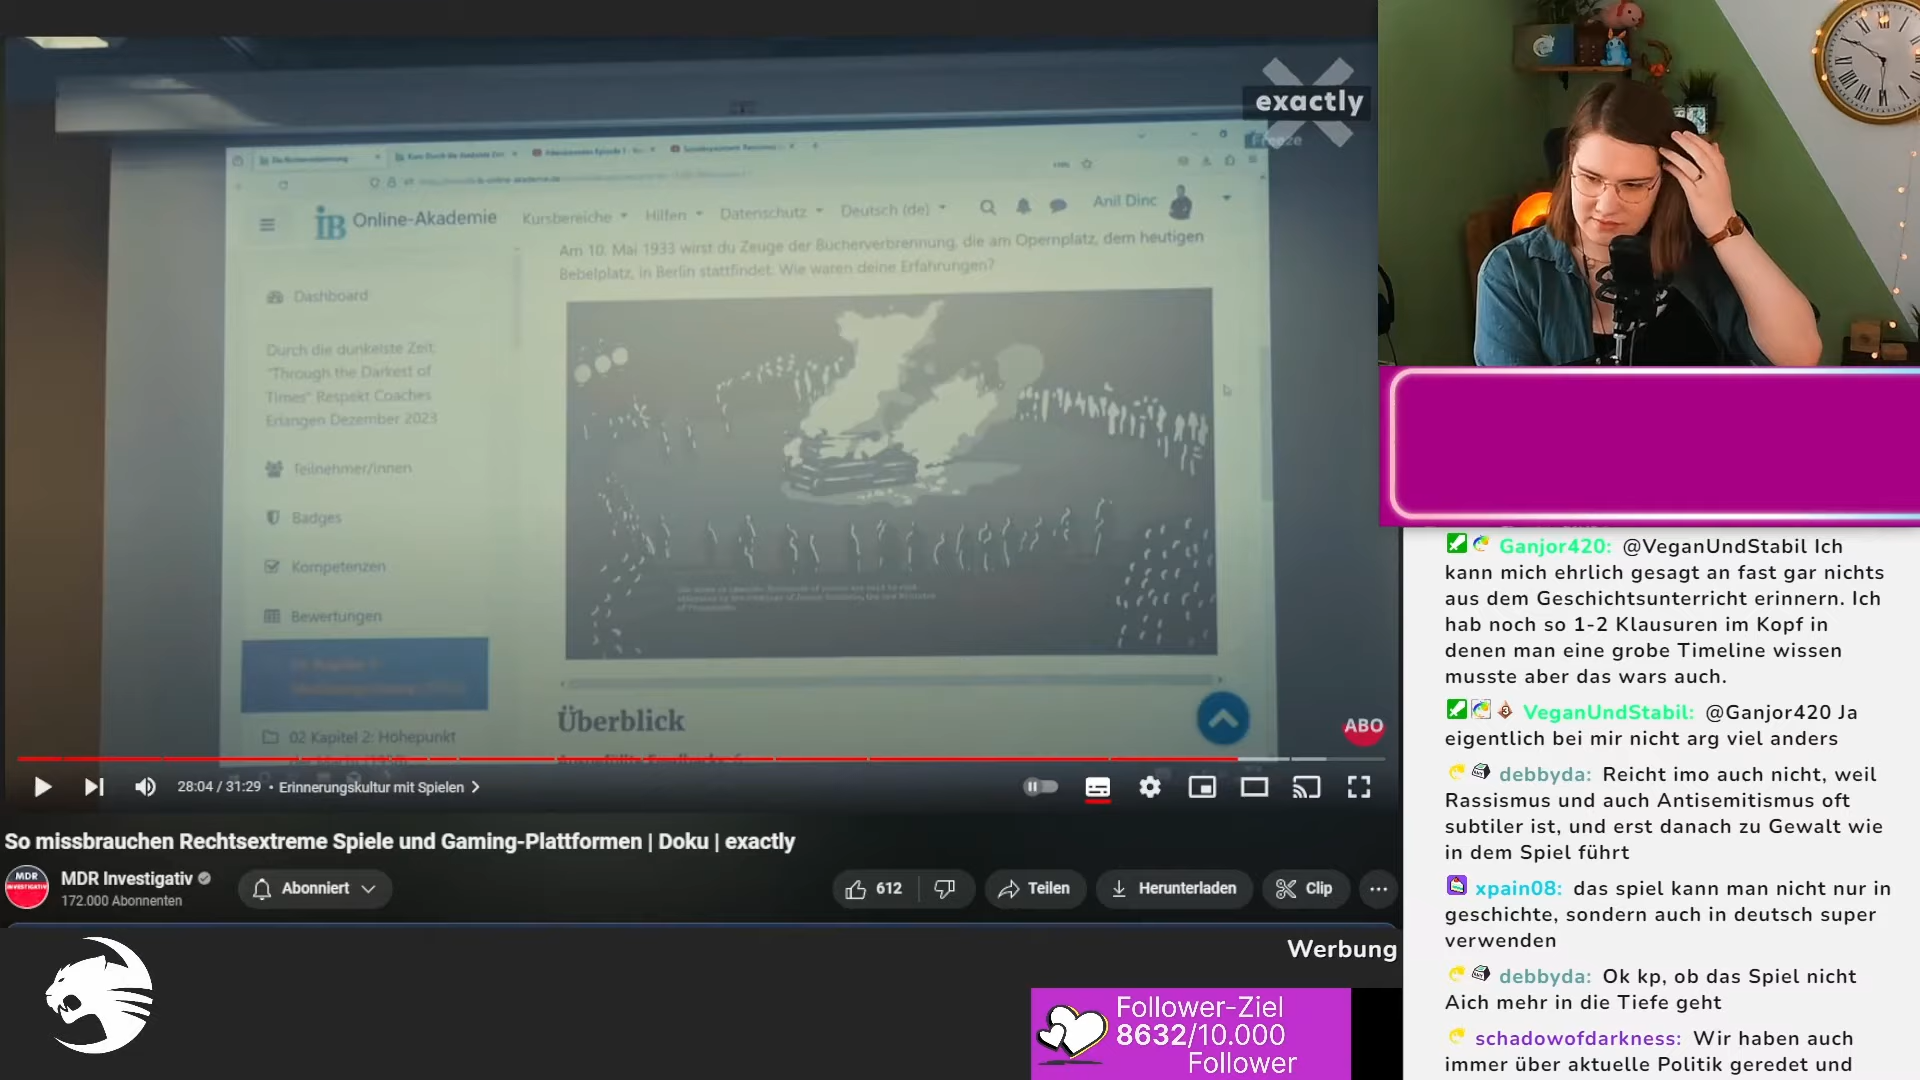 exactly
Freeze
iB Online-Akademie
Kursbereiche
Hilfen
Datenschutz
Deutsch (de)
Anil Dinc
Am 10. Mai 1933 wirst du Zeuge der Bücherverbrennung, die am Opernplatz, dem heutigen
Bebelplatz, in Berlin stattfindet. Wie waren deine Erfahrungen?
Dashboard
Durch die dunkelste Zeit
"Through the Darkest of
Times" Respekt Coaches
Erlangen Dezember 2023
Teilnehmer/innen
Badges
Kompetenzen
Bewertungen
02 Kapitel 2: Höhepunkt
Überblick
ABO
28:04 / 31:29 • Erinnerungskultur mit Spielen
So missbrauchen Rechtsextreme Spiele und Gaming-Plattformen | Doku | exactly
MDR
INVESTIGATIV
MDR Investigativ
172.000 Abonnenten
Abonniert
612
Teilen
Herunterladen
Clip
Werbung
Follower-Ziel
8632/10.000
Follower
Ganjor420: @VeganUndStabil Ich
kann mich ehrlich gesagt an fast gar nichts
aus dem Geschichtsunterricht erinnern. Ich
hab noch so 1-2 Klausuren im Kopf in
denen man eine grobe Timeline wissen
musste aber das wars auch.
VeganUndStabil: @Ganjor420 Ja
eigentlich bei mir nicht arg viel anders
debbyda: Reicht imo auch nicht, weil
Rassismus und auch Antisemitismus oft
subtiler ist, und erst danach zu Gewalt wie
in dem Spiel führt
xpain08: das spiel kann man nicht nur in
geschichte, sondern auch in deutsch super
verwenden
debbyda: Ok kp, ob das Spiel nicht
Aich mehr in die Tiefe geht
schadowofdarkness: Wir haben auch
immer über aktuelle Politik geredet und